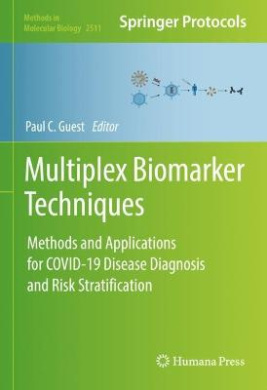 Methods in
Molecular Biology 2511
Springer Protocols
Paul C. Guest Editor
Multiplex Biomarker
Techniques
Methods and Applications
for COVID-19 Disease Diagnosis
and Risk Stratification
Humana Press